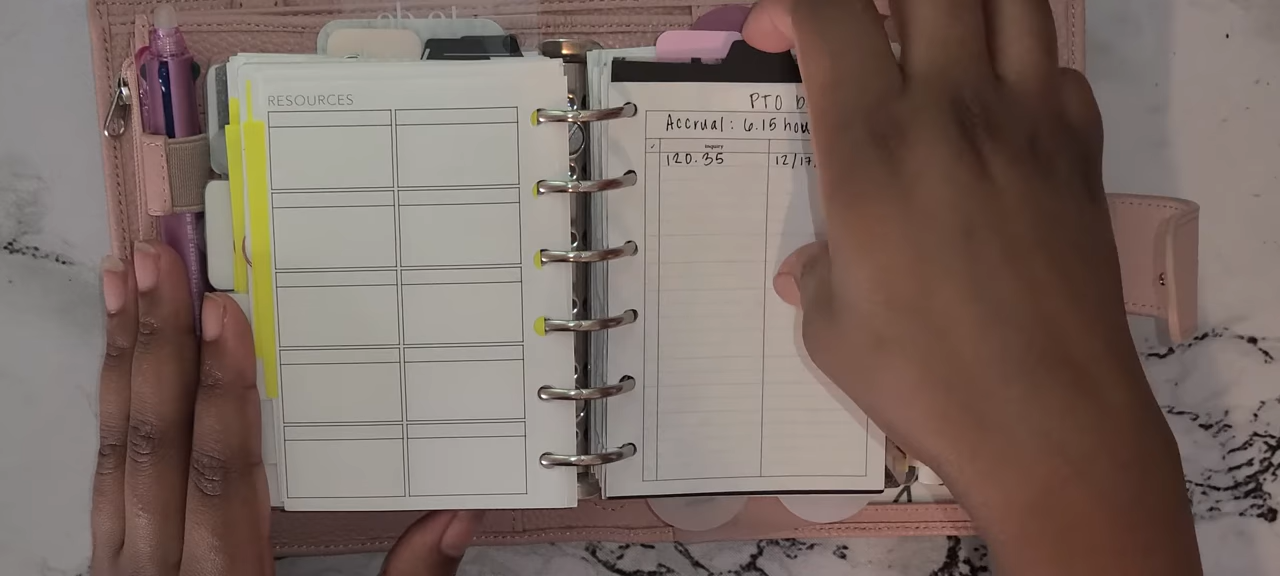 RESOURCES
PTO b
Accrual: 6.15 hou
✓ Inquiry
120.35 12/17